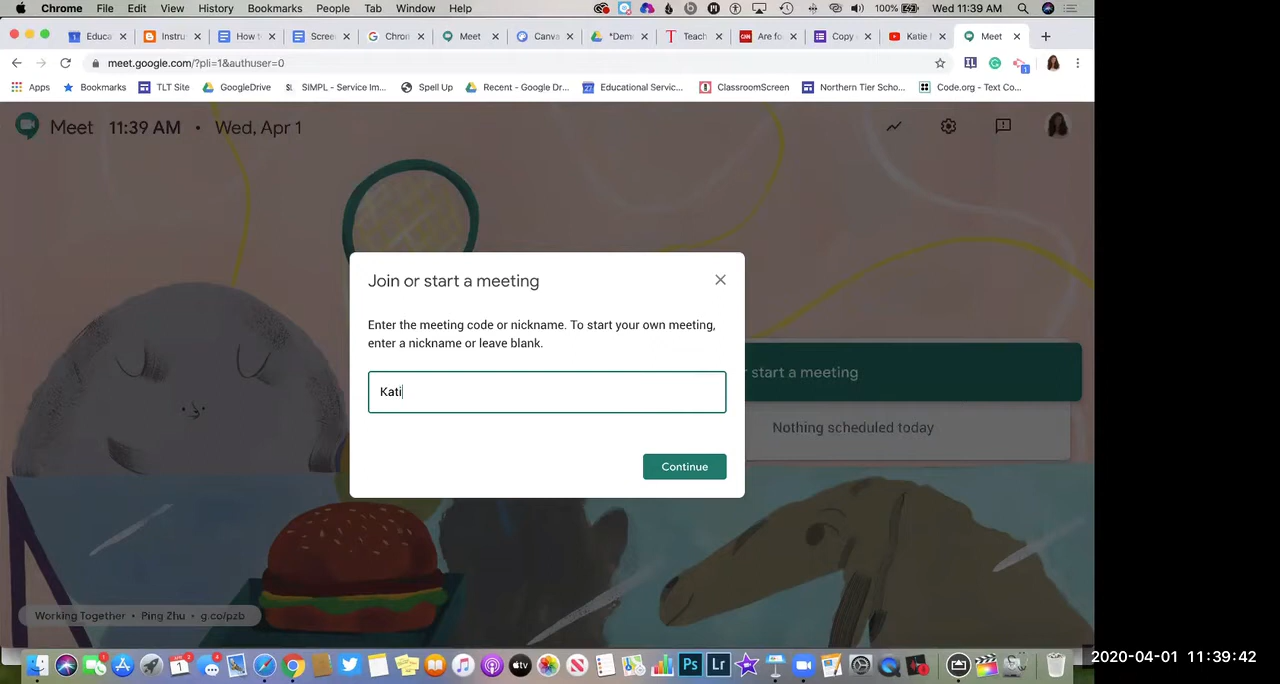 Chrome File Edit View History Bookmarks People Tab Window Help 100% Wed 11:39 AM
Educa Instru How t Scree Chron Meet Canva *Demo Teach Are fo Copy Katie Meet
meet.google.com/?pli=1&authuser=0
Apps Bookmarks TLT Site GoogleDrive SIMPL - Service Im... Spell Up Recent - Google Dr... Educational Servic... ClassroomScreen Northern Tier Scho... Code.org - Text Co...
Meet 11:39 AM • Wed, Apr 1
Join or start a meeting
Enter the meeting code or nickname. To start your own meeting,
enter a nickname or leave blank.
start a meeting
Kati
Nothing scheduled today
Continue
Working Together • Ping Zhu • g.co/pzb
tv Ps Lr
2020-04-01 11:39:42